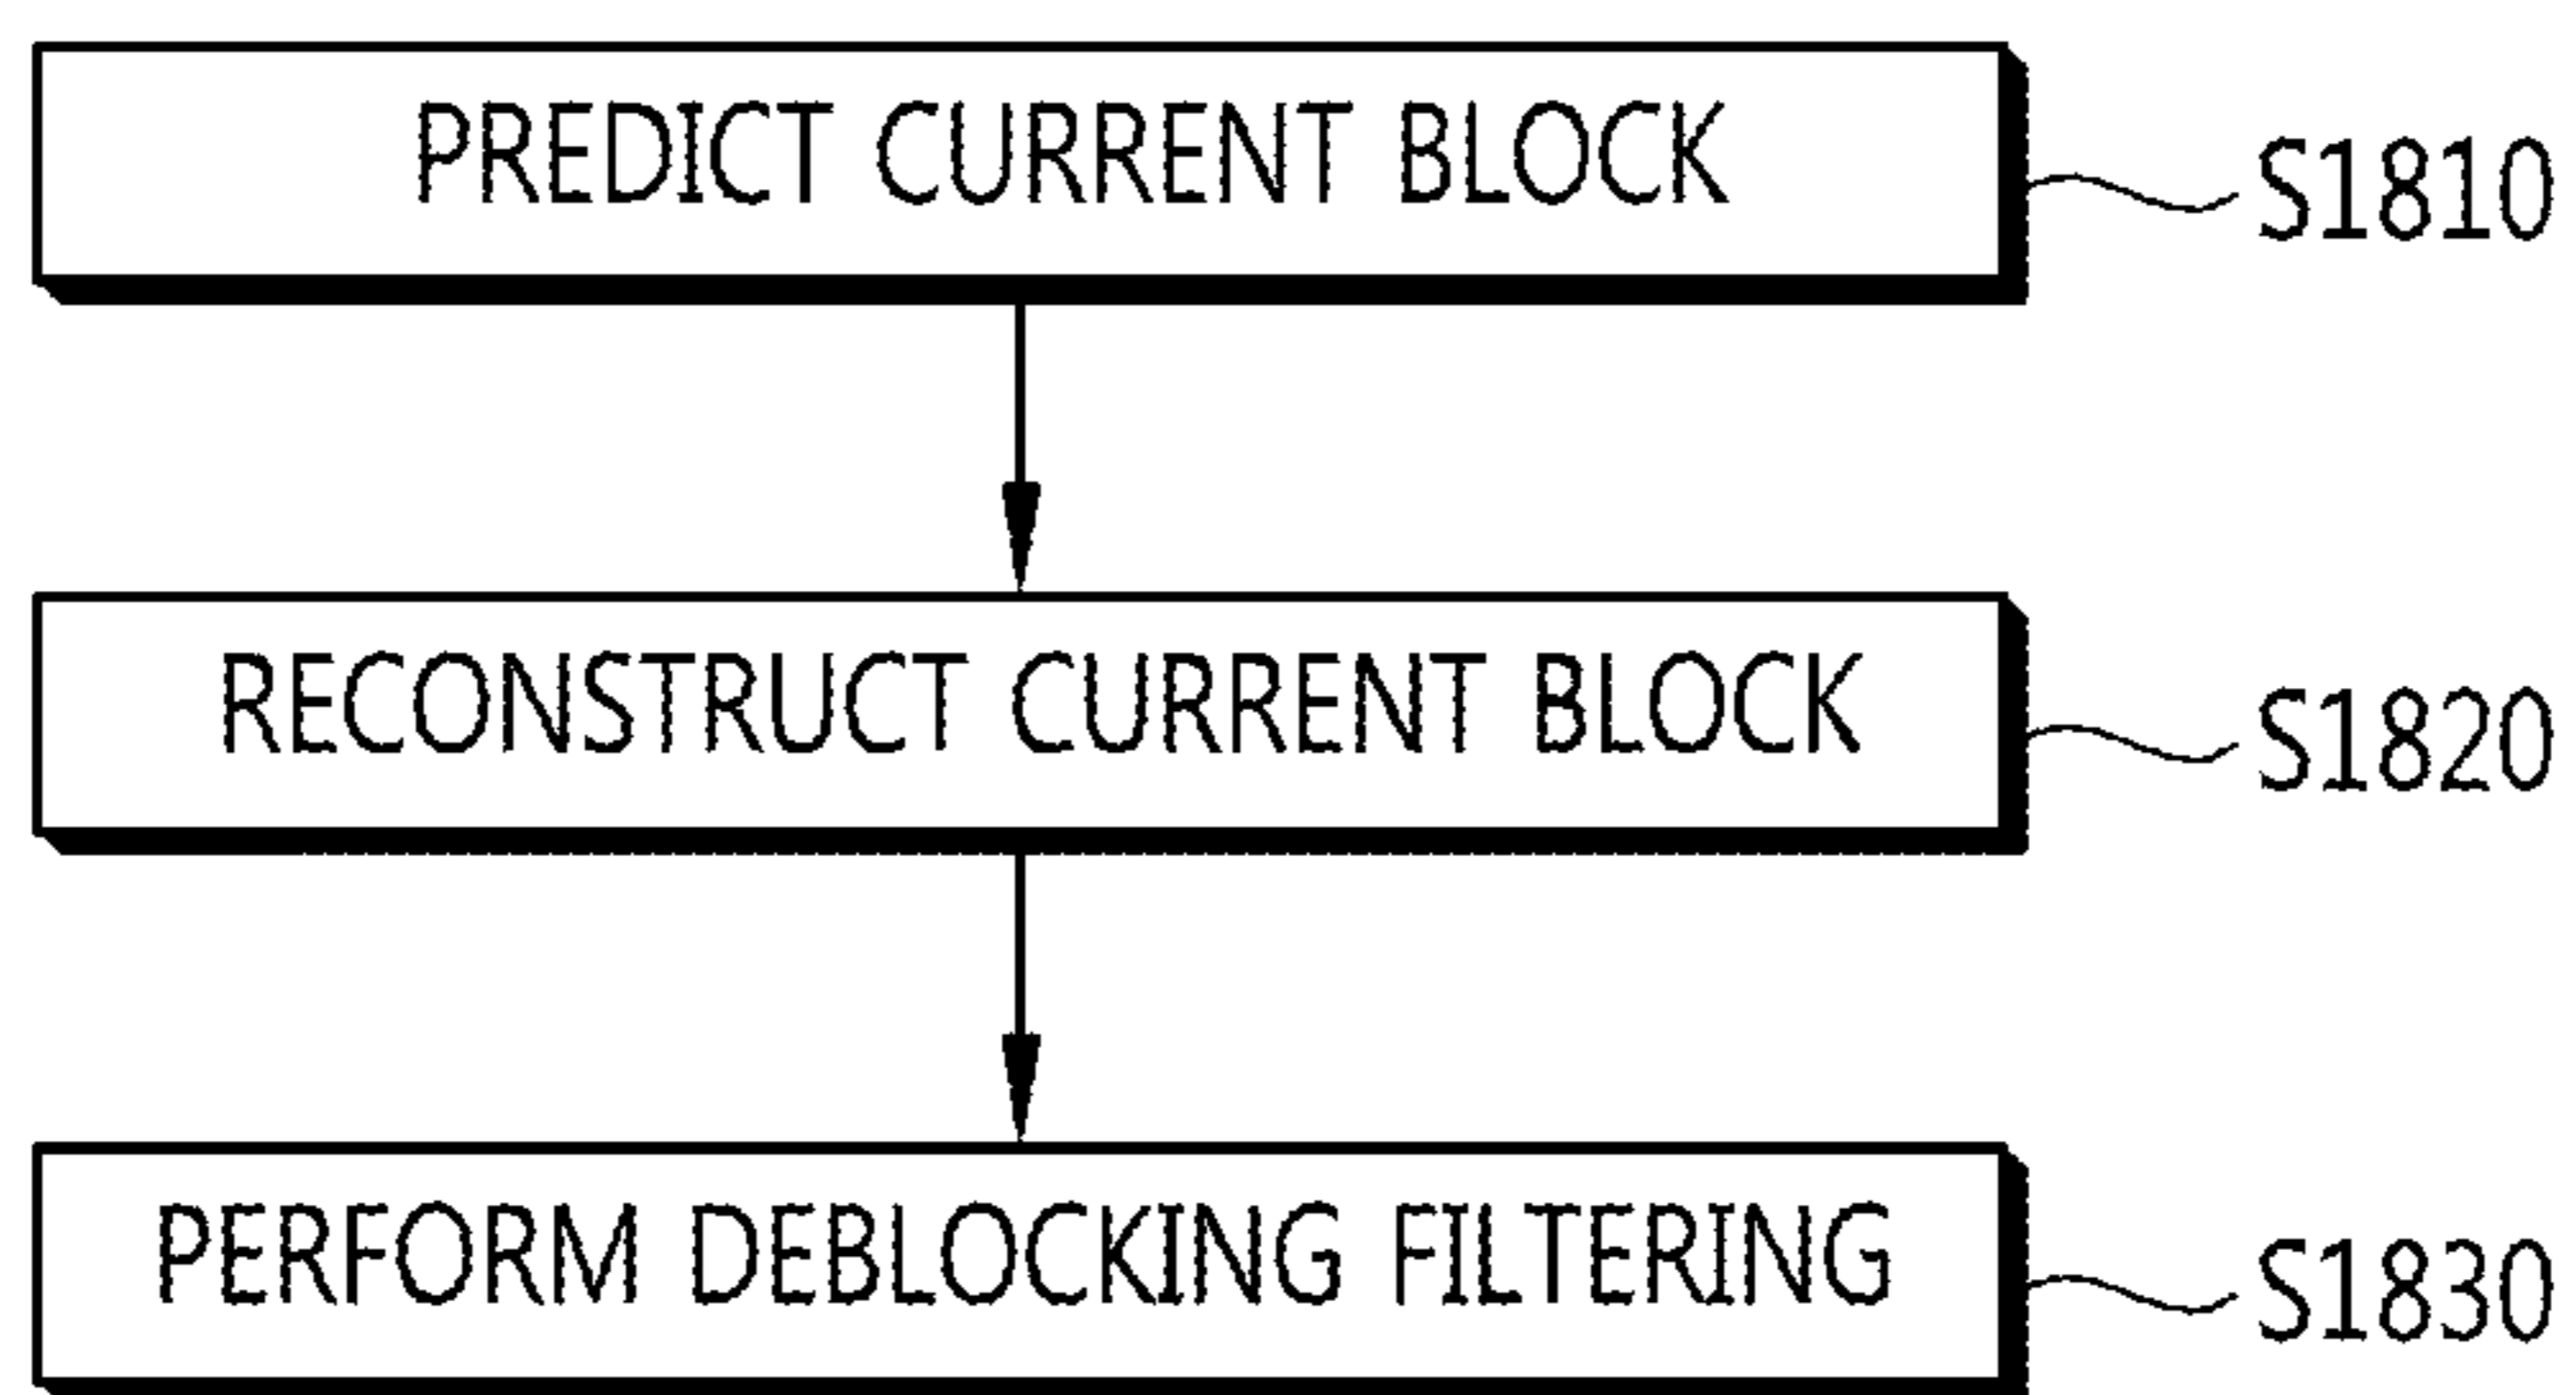 PREDICT CURRENT BLOCK
S1810
RECONSTRUCT CURRENT BLOCK
S1820
PERFORM DEBLOCKING FILTERING
S1830